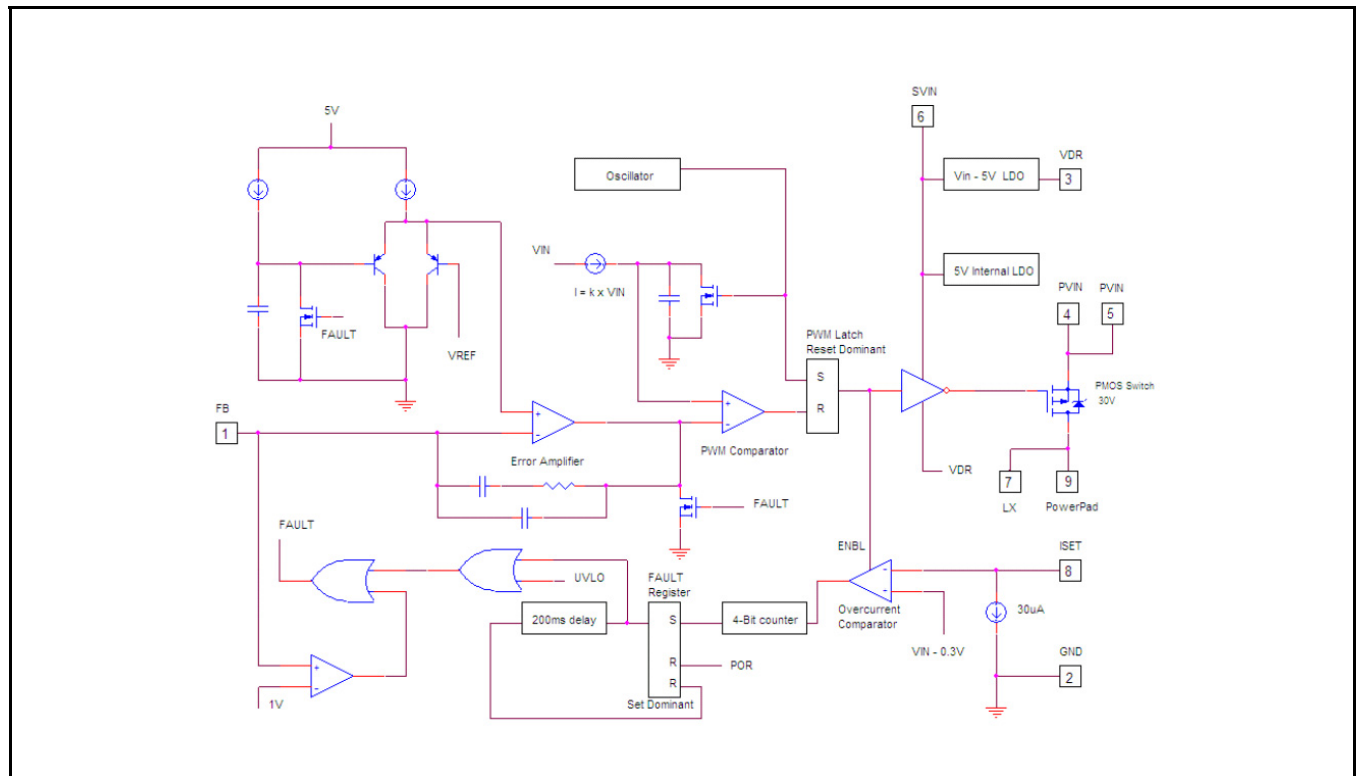 5V
FAULT
VREF
FB
1
Oscillator
VIN
I = k x VIN
Error Amplifier
PWM Comparator
PWM Latch
Reset Dominant
S
R
SVIN
6
Vin - 5V LDO
VDR
3
5V Internal LDO
PVIN
PVIN
4
5
PMOS Switch
30V
VDR
7
9
LX
PowerPad
FAULT
FAULT
UVLO
1V
200ms delay
FAULT
Register
S
R
R
Set Dominant
POR
4-Bit counter
ENBL
Overcurrent
Comparator
VIN - 0.3V
ISET
8
30uA
GND
2
+
-
+
-
+
-
-
-